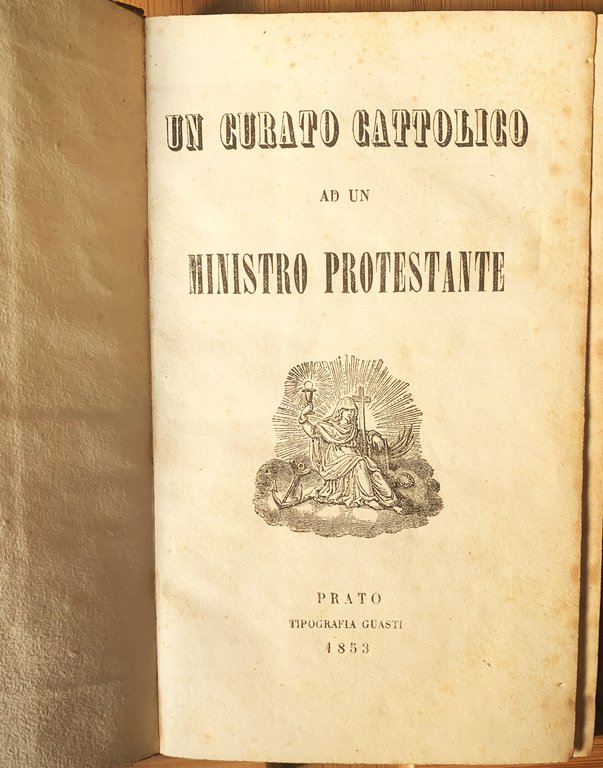 UN CURATO CATTOLICO
AD UN
MINISTRO PROTESTANTE
PRATO
TIPOGRAFIA GUASTI
1853